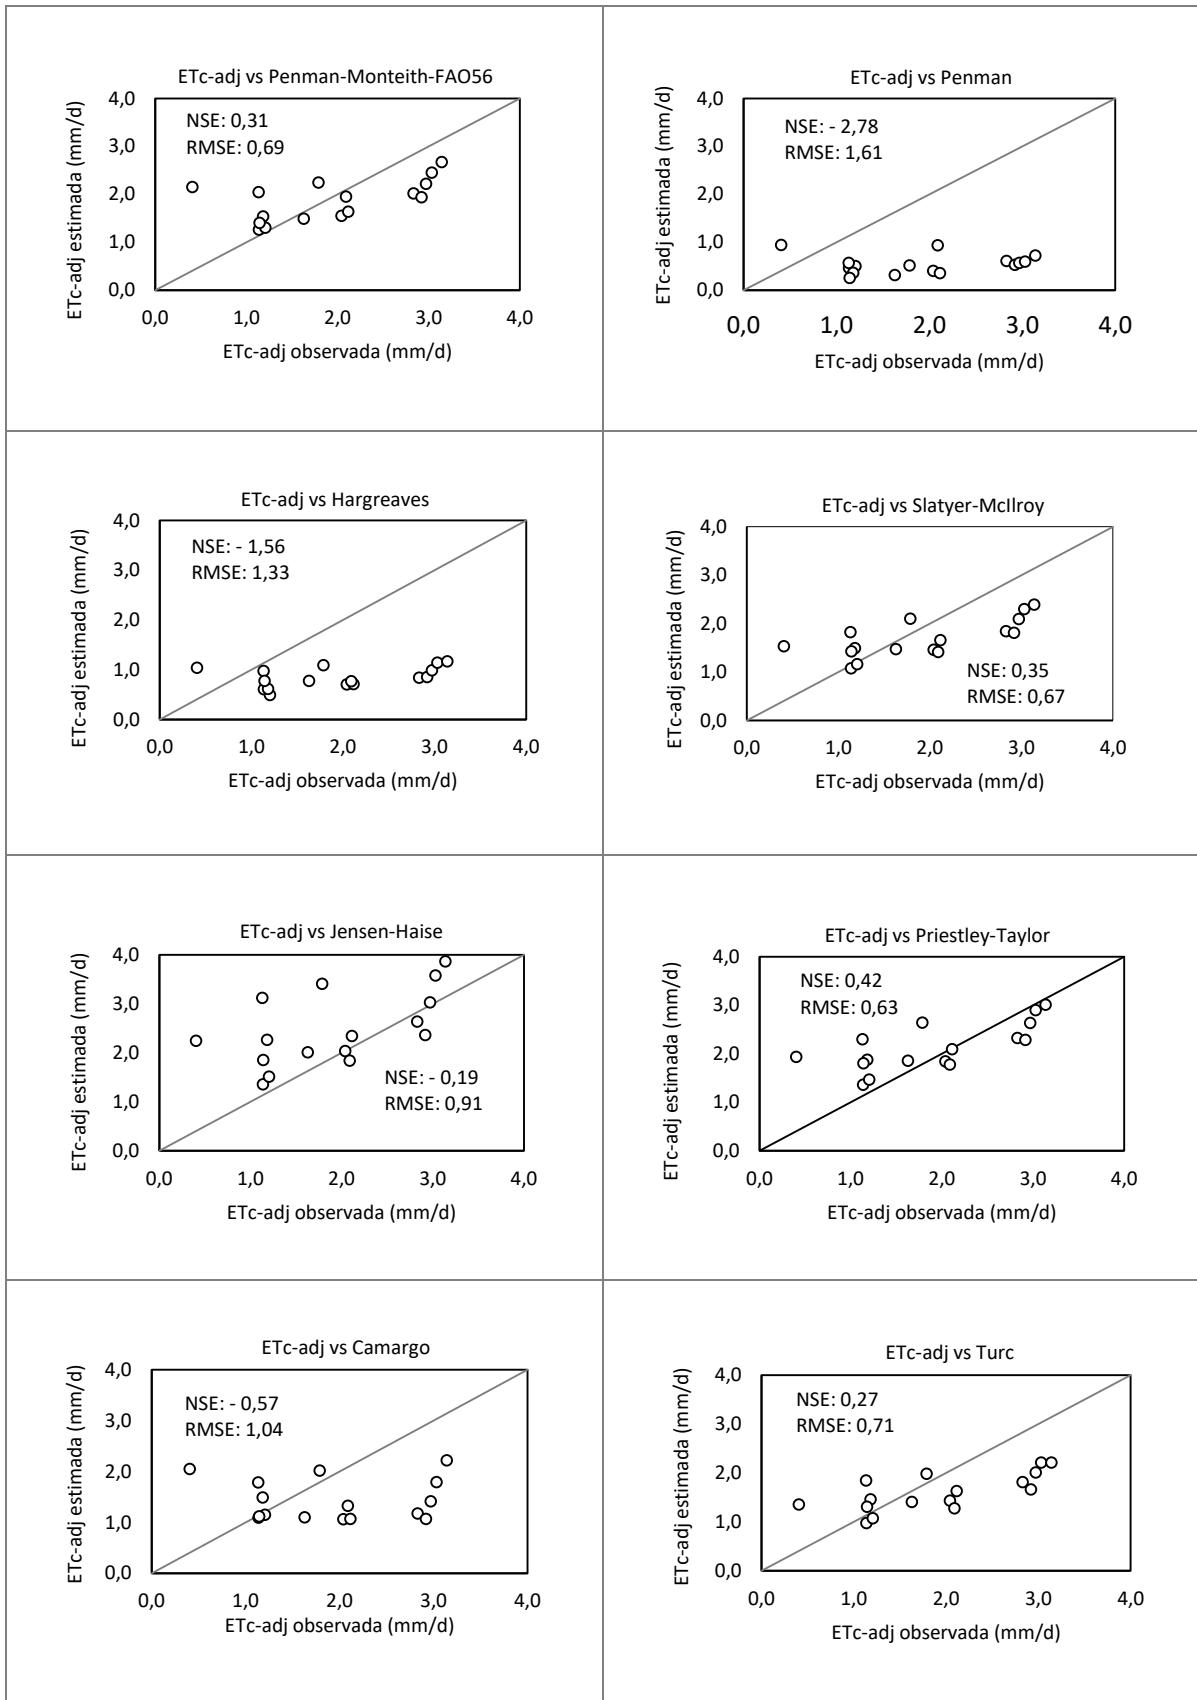 ETc-adj vs Penman-Monteith-FAO56
NSE: 0,31
RMSE: 0,69
ETc-adj estimada (mm/d)
4,0
3,0
2,0
1,0
0,0
0,0 1,0 2,0 3,0 4,0
ETc-adj observada (mm/d)
ETc-adj vs Penman
NSE: - 2,78
RMSE: 1,61
ETc-adj estimada (mm/d)
4,0
3,0
2,0
1,0
0,0
0,0 1,0 2,0 3,0 4,0
ETc-adj observada (mm/d)
ETc-adj vs Hargreaves
NSE: - 1,56
RMSE: 1,33
ETc-adj estimada (mm/d)
4,0
3,0
2,0
1,0
0,0
0,0 1,0 2,0 3,0 4,0
ETc-adj observada (mm/d)
ETc-adj vs Slatyer-McIlroy
ETc-adj estimada (mm/d)
4,0
3,0
2,0
1,0
0,0
NSE: 0,35
RMSE: 0,67
0,0 1,0 2,0 3,0 4,0
ETc-adj observada (mm/d)
ETc-adj vs Jensen-Haise
ETc-adj estimada (mm/d)
4,0
3,0
2,0
1,0
0,0
NSE: - 0,19
RMSE: 0,91
0,0 1,0 2,0 3,0 4,0
ETc-adj observada (mm/d)
ETc-adj vs Priestley-Taylor
NSE: 0,42
RMSE: 0,63
ETc-adj estimada (mm/d)
4,0
3,0
2,0
1,0
0,0
0,0 1,0 2,0 3,0 4,0
ETc-adj observada (mm/d)
ETc-adj vs Camargo
NSE: - 0,57
RMSE: 1,04
ETc-adj estimada (mm/d)
4,0
3,0
2,0
1,0
0,0
0,0 1,0 2,0 3,0 4,0
ETc-adj observada (mm/d)
ETc-adj vs Turc
NSE: 0,27
RMSE: 0,71
ETc-adj estimada (mm/d)
4,0
3,0
2,0
1,0
0,0
0,0 1,0 2,0 3,0 4,0
ETc-adj observada (mm/d)